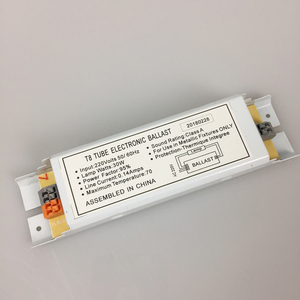 T8 TUBE ELECTRONIC BALLAST
Input:220Volts 50/60Hz
Lamp Watts:30W
Power Factor:95%
Line Current:0.14Amps
Maximum Temperature:70
ASSEMBLED IN CHINA
20180228
Sound Rating:Class A
For Use in Metallic Fixtures ONLY
Protection-Thermique Integree
Lamp
BALLAST